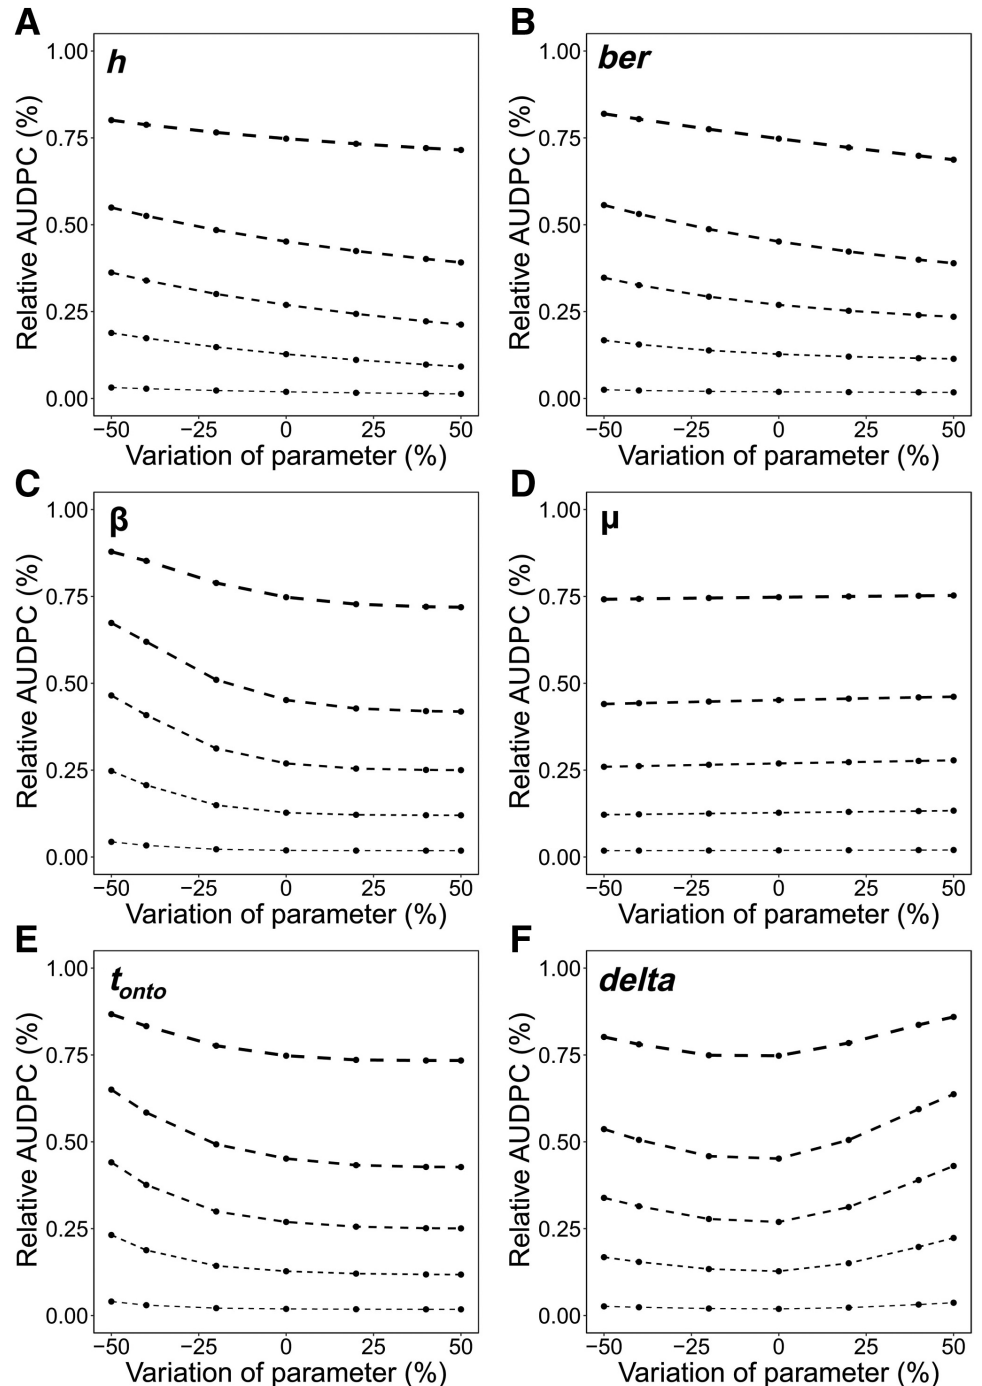 A
h
Relative AUDPC (%)
1.00
0.75
0.50
0.25
0.00
−50 −25 0 25 50
Variation of parameter (%)
B
ber
Relative AUDPC (%)
1.00
0.75
0.50
0.25
0.00
−50 −25 0 25 50
Variation of parameter (%)
C
β
Relative AUDPC (%)
1.00
0.75
0.50
0.25
0.00
−50 −25 0 25 50
Variation of parameter (%)
D
μ
Relative AUDPC (%)
1.00
0.75
0.50
0.25
0.00
−50 −25 0 25 50
Variation of parameter (%)
E
tonto
Relative AUDPC (%)
1.00
0.75
0.50
0.25
0.00
−50 −25 0 25 50
Variation of parameter (%)
F
delta
Relative AUDPC (%)
1.00
0.75
0.50
0.25
0.00
−50 −25 0 25 50
Variation of parameter (%)